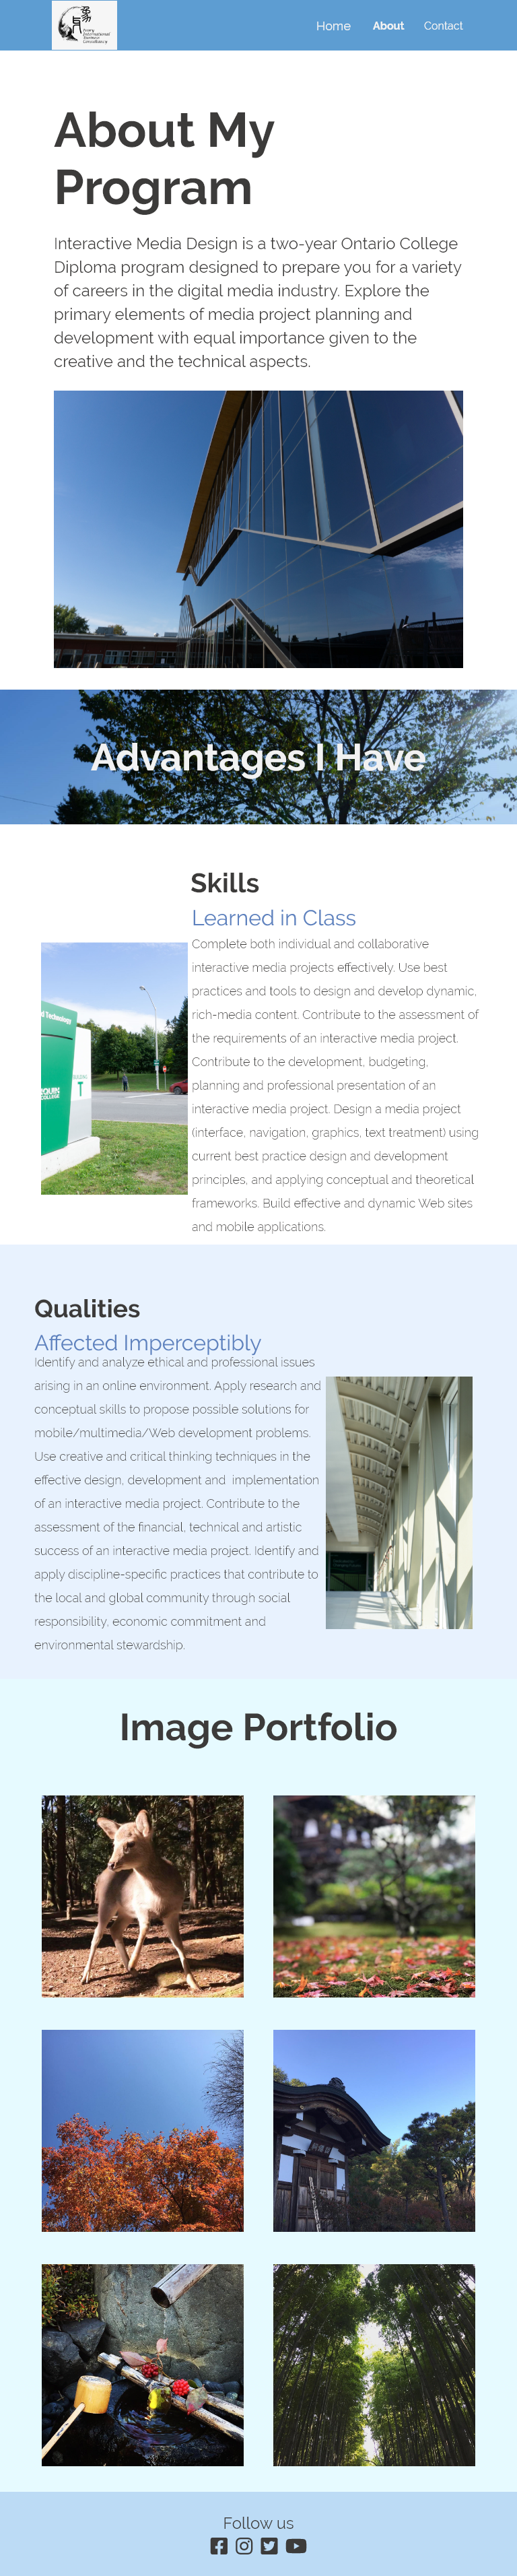 Home About Contact
About My
Program
Interactive Media Design is a two-year Ontario College
Diploma program designed to prepare you for a variety
of careers in the digital media industry. Explore the
primary elements of media project planning and
development with equal importance given to the
creative and the technical aspects.
Advantages I Have
Skills
Learned in Class
Complete both individual and collaborative
interactive media projects effectively. Use best
practices and tools to design and develop dynamic,
rich-media content. Contribute to the assessment of
the requirements of an interactive media project.
Contribute to the development, budgeting,
planning and professional presentation of an
interactive media project. Design a media project
(interface, navigation, graphics, text treatment) using
current best practice design and development
principles, and applying conceptual and theoretical
frameworks. Build effective and dynamic Web sites
and mobile applications.
d Technology
BUILDING
T
COLLEGE
Qualities
Affected Imperceptibly
Identify and analyze ethical and professional issues
arising in an online environment. Apply research and
conceptual skills to propose possible solutions for
mobile/multimedia/Web development problems.
Use creative and critical thinking techniques in the
effective design, development and  implementation
of an interactive media project. Contribute to the
assessment of the financial, technical and artistic
success of an interactive media project. Identify and
apply discipline-specific practices that contribute to
the local and global community through social
responsibility, economic commitment and
environmental stewardship.
Image Portfolio
Follow us